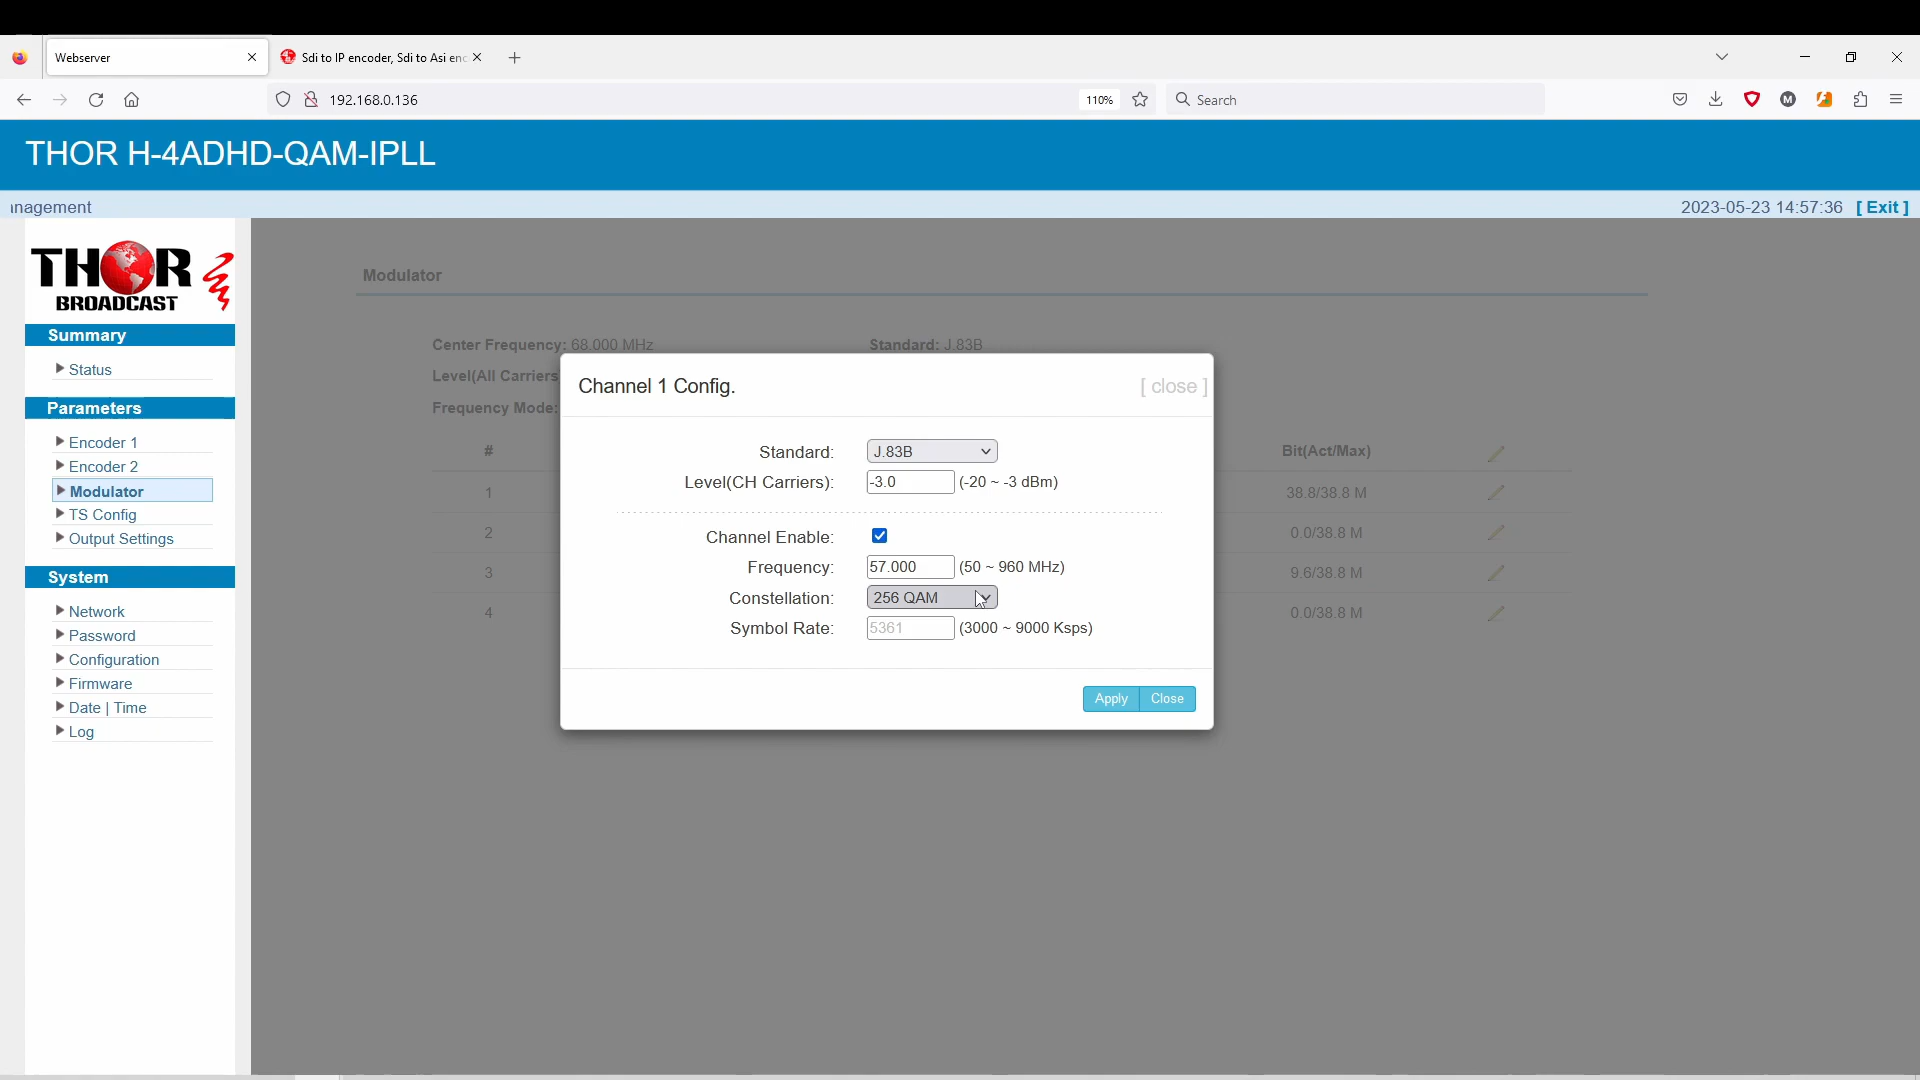 Webserver
Sdi to IP encoder, Sdi to Asi enc
192.168.0.136
110%
Search
THOR H-4ADHD-QAM-IPLL
nagement
2023-05-23 14:57:36 [ Exit ]
THOR
BROADCAST
Summary
Status
Parameters
Encoder 1
Encoder 2
Modulator
TS Config
Output Settings
System
Network
Password
Configuration
Firmware
Date | Time
Log
Modulator
Center Frequency: 68.000 MHz
Standard: J.83B
Level(All Carriers
Frequency Mode:
# Bit(Act/Max)
1 38.8/38.8 M
2 0.0/38.8 M
3 9.6/38.8 M
4 0.0/38.8 M
Channel 1 Config.
[ close ]
Standard: J.83B
Level(CH Carriers): -3.0 (-20 ~ -3 dBm)
Channel Enable:
Frequency: 57.000 (50 ~ 960 MHz)
Constellation: 256 QAM
Symbol Rate: 5361 (3000 ~ 9000 Ksps)
Apply Close